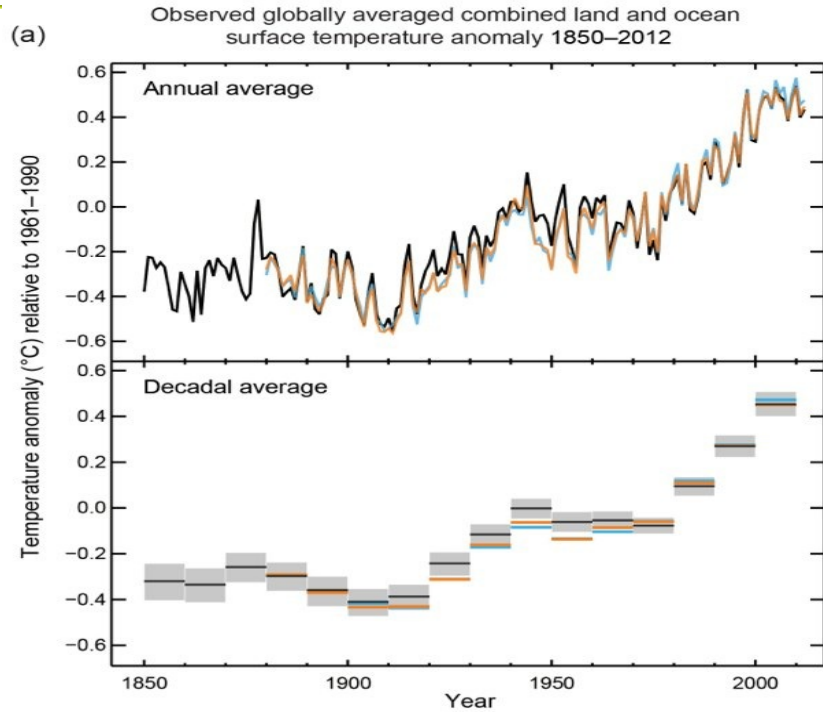 Observed globally averaged combined land and ocean
(a)
surface temperature anomaly 1850–2012
Annual average
0.6
0.4
0.2
0.0
−0.2
−0.4
−0.6
Temperature anomaly (°C) relative to 1961–1990
Decadal average
0.4
0.2
0.0
−0.2
−0.4
−0.6
1850
1900
1950
2000
Year